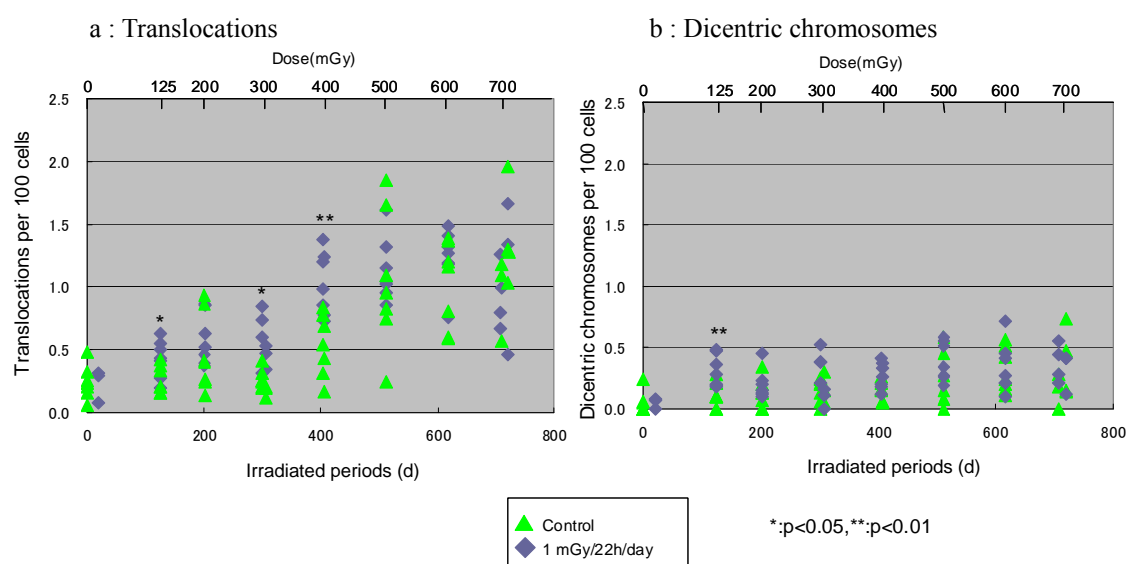 a : Translocations
Dose(mGy)
0 125 200 300 400 500 600 700
Translocations per 100 cells
2.5
2.0
1.5
1.0
0.5
0.0
*
*
**
0 200 400 600 800
Irradiated periods (d)
b : Dicentric chromosomes
Dose(mGy)
0 125 200 300 400 500 600 700
Dicentric chromosomes per 100 cells
2.5
2.0
1.5
1.0
0.5
0.0
**
0 200 400 600 800
Irradiated periods (d)
Control
1 mGy/22h/day
*:p<0.05,**:p<0.01